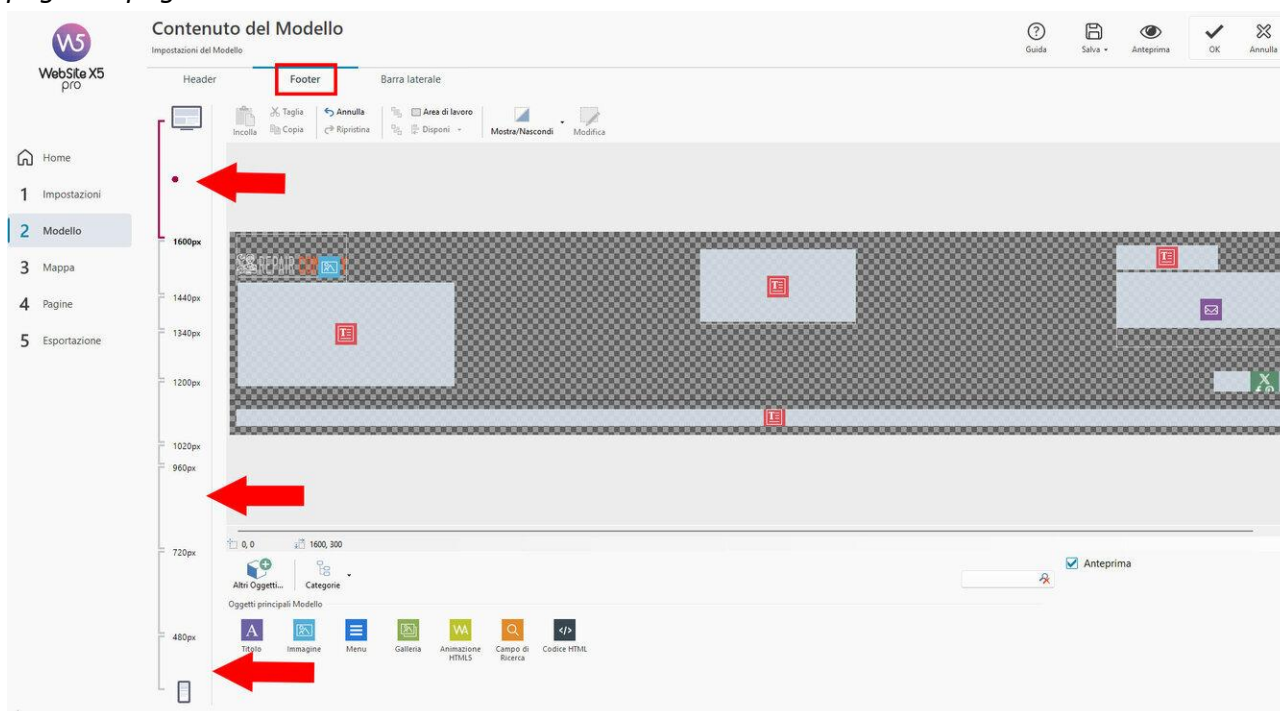 Contenuto del Modello
Impostazioni del Modello
Guida
Salva
Anteprima
OK
Annulla
W5
WebSite X5
pro
Header
Footer
Barra laterale
Incolla
Taglia
Copia
Annulla
Ripristina
Area di lavoro
Disponi
Mostra/Nascondi
Modifica
Home
1 Impostazioni
2 Modello
3 Mappa
4 Pagine
5 Esportazione
1600px
1440px
1340px
1200px
1020px
960px
720px
480px
REPAIR
0, 0
1600, 300
Altri Oggetti...
Categorie
Anteprima
Oggetti principali Modello
Titolo
Immagine
Menu
Galleria
Animazione
HTML5
Campo di
Ricerca
Codice HTML